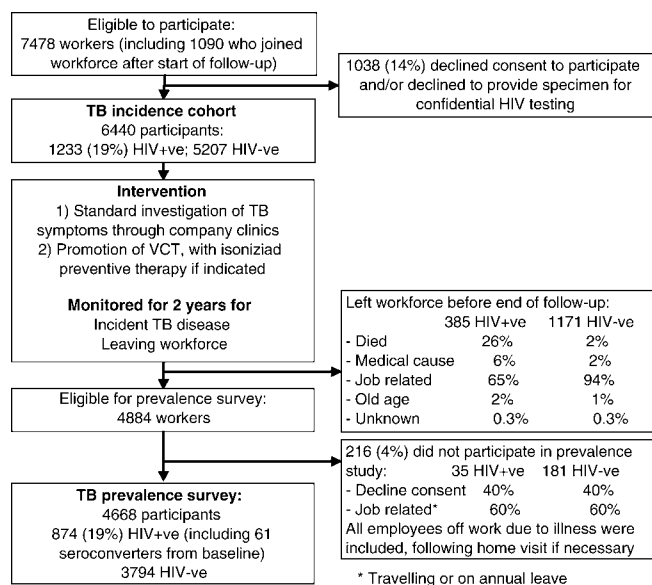 Eligible to participate:
7478 workers (including 1090 who joined
workforce after start of follow-up)
1038 (14%) declined consent to participate
and/or declined to provide specimen for
confidential HIV testing
TB incidence cohort
6440 participants:
1233 (19%) HIV+ve; 5207 HIV-ve
Intervention
1) Standard investigation of TB
symptoms through company clinics
2) Promotion of VCT, with isoniziad
preventive therapy if indicated
Monitored for 2 years for
Incident TB disease
Leaving workforce
Left workforce before end of follow-up:
385 HIV+ve 1171 HIV-ve
- Died 26% 2%
- Medical cause 6% 2%
- Job related 65% 94%
- Old age 2% 1%
- Unknown 0.3% 0.3%
Eligible for prevalence survey:
4884 workers
216 (4%) did not participate in prevalence
study: 35 HIV+ve 181 HIV-ve
- Decline consent 40% 40%
- Job related* 60% 60%
All employees off work due to illness were
included, following home visit if necessary
TB prevalence survey:
4668 participants
874 (19%) HIV+ve (including 61
seroconverters from baseline)
3794 HIV-ve
* Travelling or on annual leave